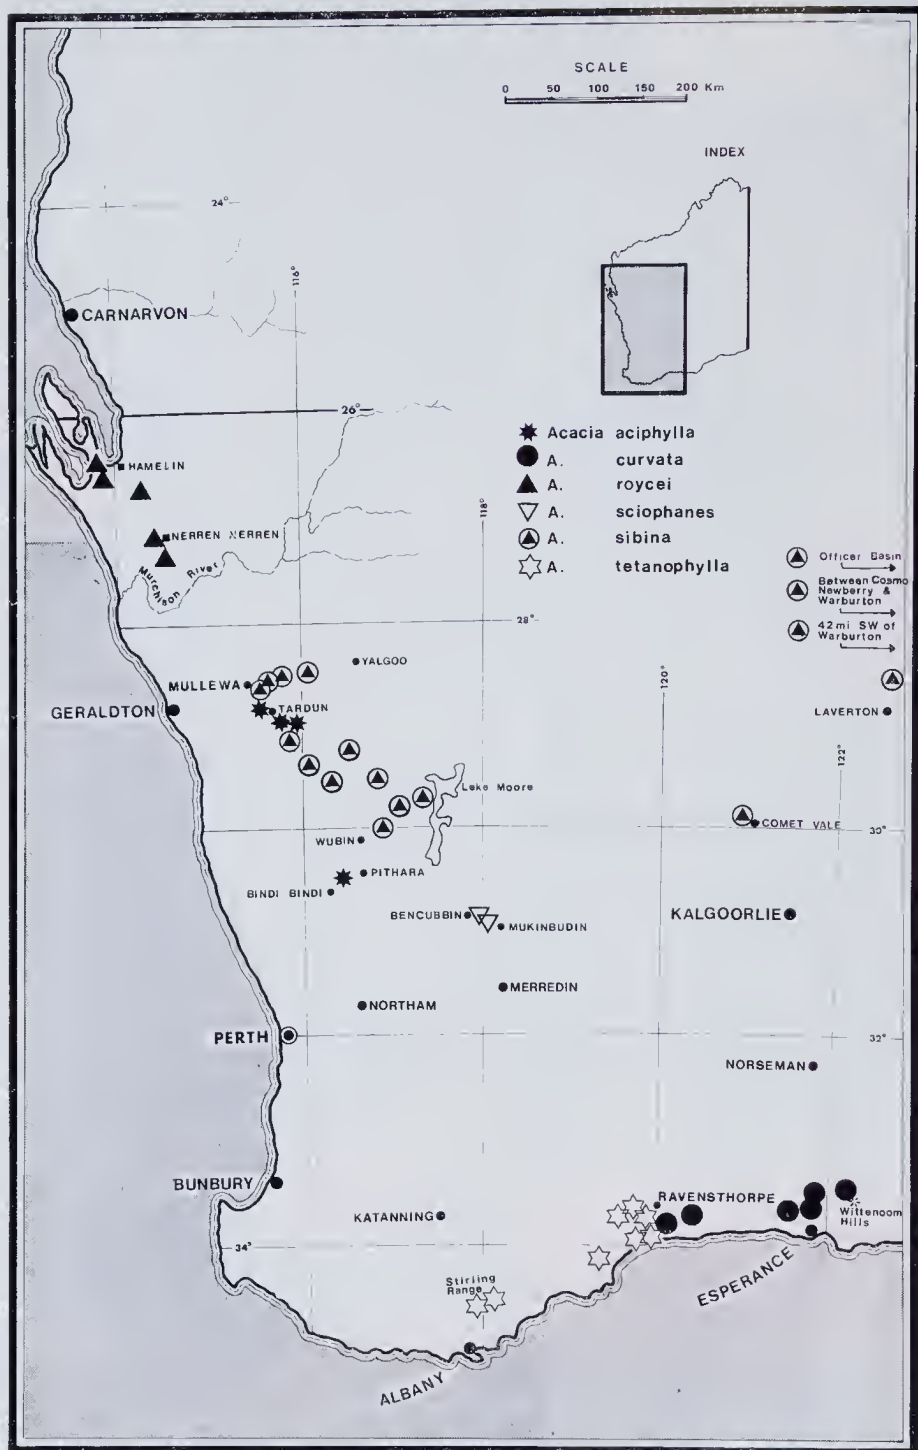 SCALE
0 50 100 150 200 Km
INDEX
24°
116°
CARNARVON
26°
Acacia aciphylla
A. curvata
A. roycei
A. sciophanes
A. sibina
A. tetanophylla
HAMELIN
118°
NERREN NERREN
Murchison River
Officer Basin
Between Cosmo
Newberry &
Warburton
42mi SW of
Warburton
28°
YALGOO
120°
MULLEWA
TARDUN
GERALDTON
LAVERTON
122°
Lake Moore
COMET VALE
30°
WUBIN
PITHARA
BINDI BINDI
BENCUBBIN
KALGOORLIE
MUKINBUDIN
MERREDIN
NORTHAM
PERTH
32°
NORSEMAN
BUNBURY
RAVENSTHORPE
KATANNING
Wittenoom
Hills
34°
Stirling
Range
ESPERANCE
ALBANY